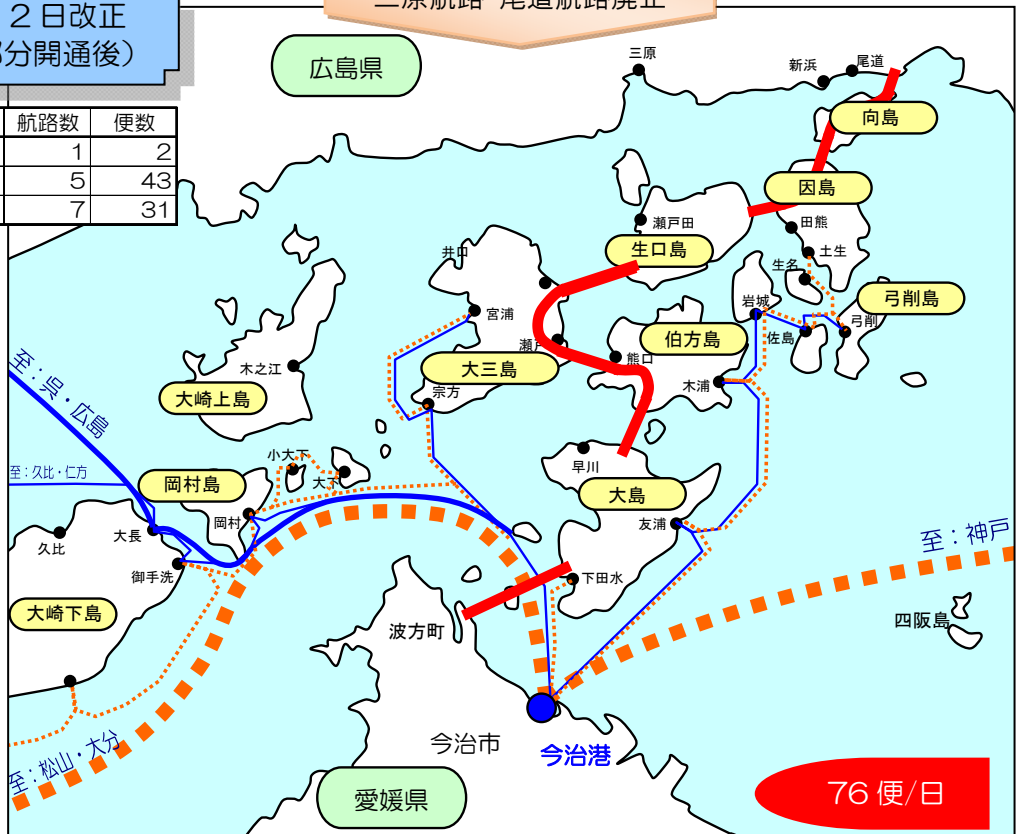 ２日改正
部分開通後）
三原航路・尾道航路廃止
航路数 便数
1 2
5 43
7 31
広島県
三原
新浜
尾道
向島
因島
瀬戸田
田熊
生口島
土生
井口
生名
弓削島
岩城
宮浦
伯方島
佐島
弓削
瀬戸
熊口
大三島
木之江
木浦
大崎上島
宗方
至：呉・広島
小大下
早川
至：久比・仁方
大下
岡村島
大島
岡村
友浦
大長
久比
至：神戸
御手洗
下田水
大崎下島
四阪島
波方町
今治市
今治港
至：松山・大分
愛媛県
76便/日